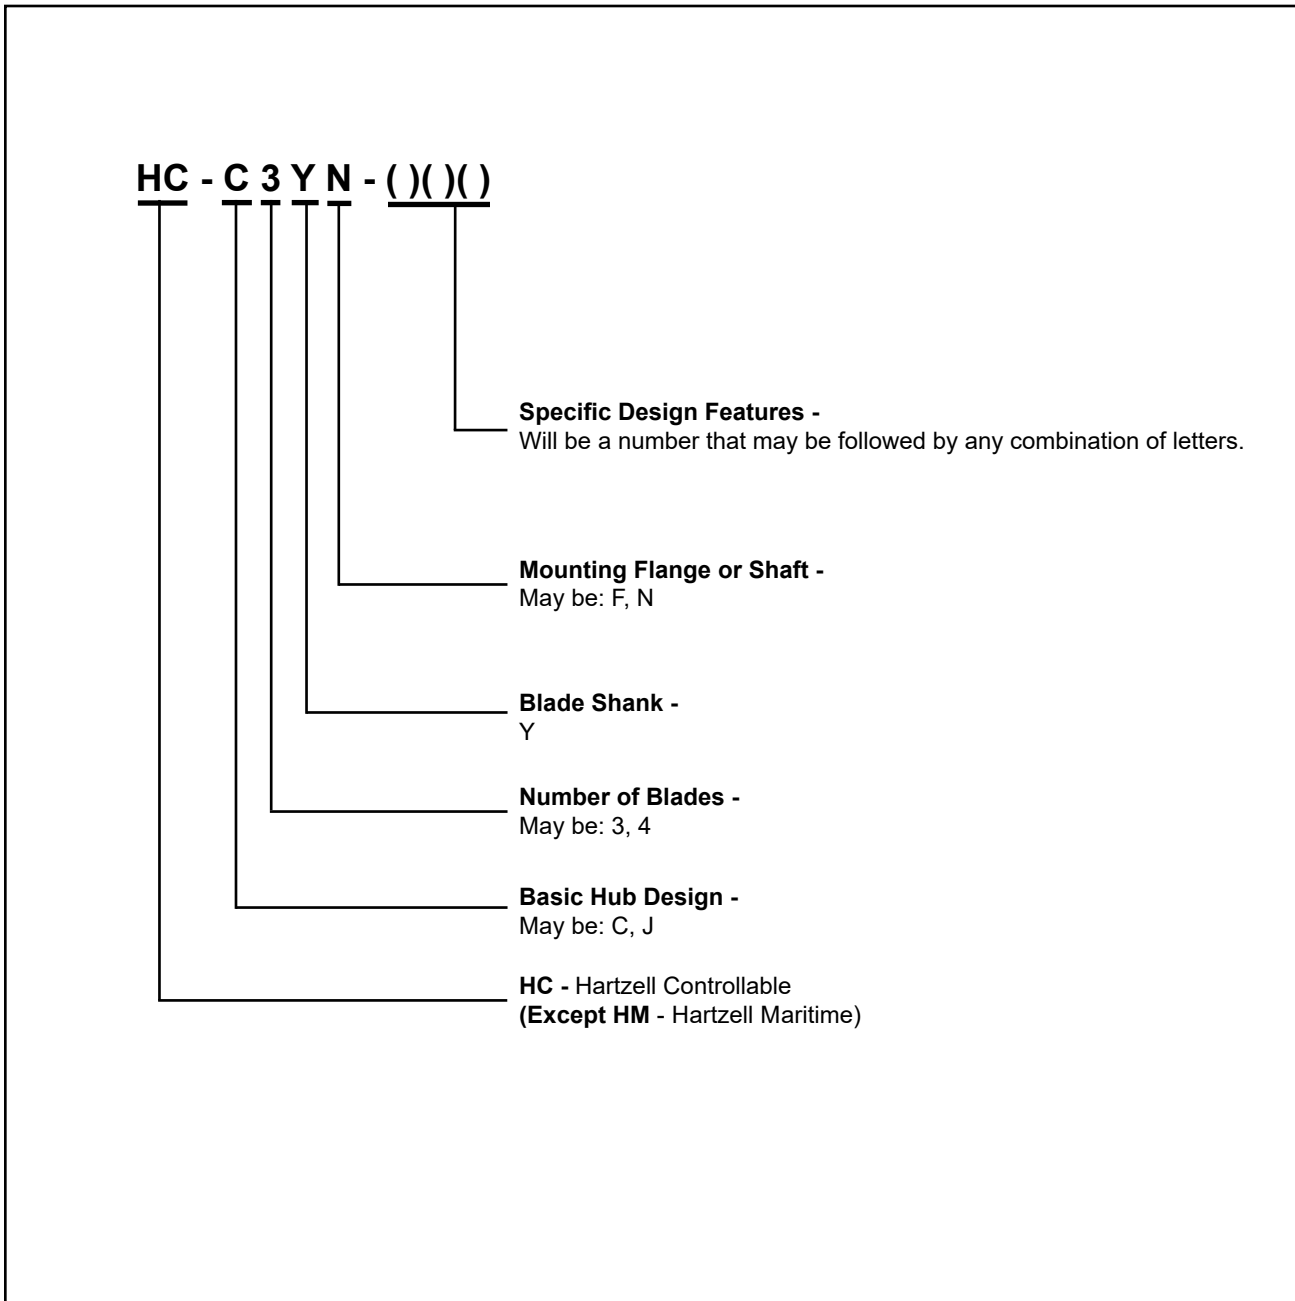 HC - C 3 Y N - ( )( )( )
Specific Design Features -
Will be a number that may be followed by any combination of letters.
Mounting Flange or Shaft -
May be: F, N
Blade Shank -
Y
Number of Blades -
May be: 3, 4
Basic Hub Design -
May be: C, J
HC - Hartzell Controllable
(Except HM - Hartzell Maritime)